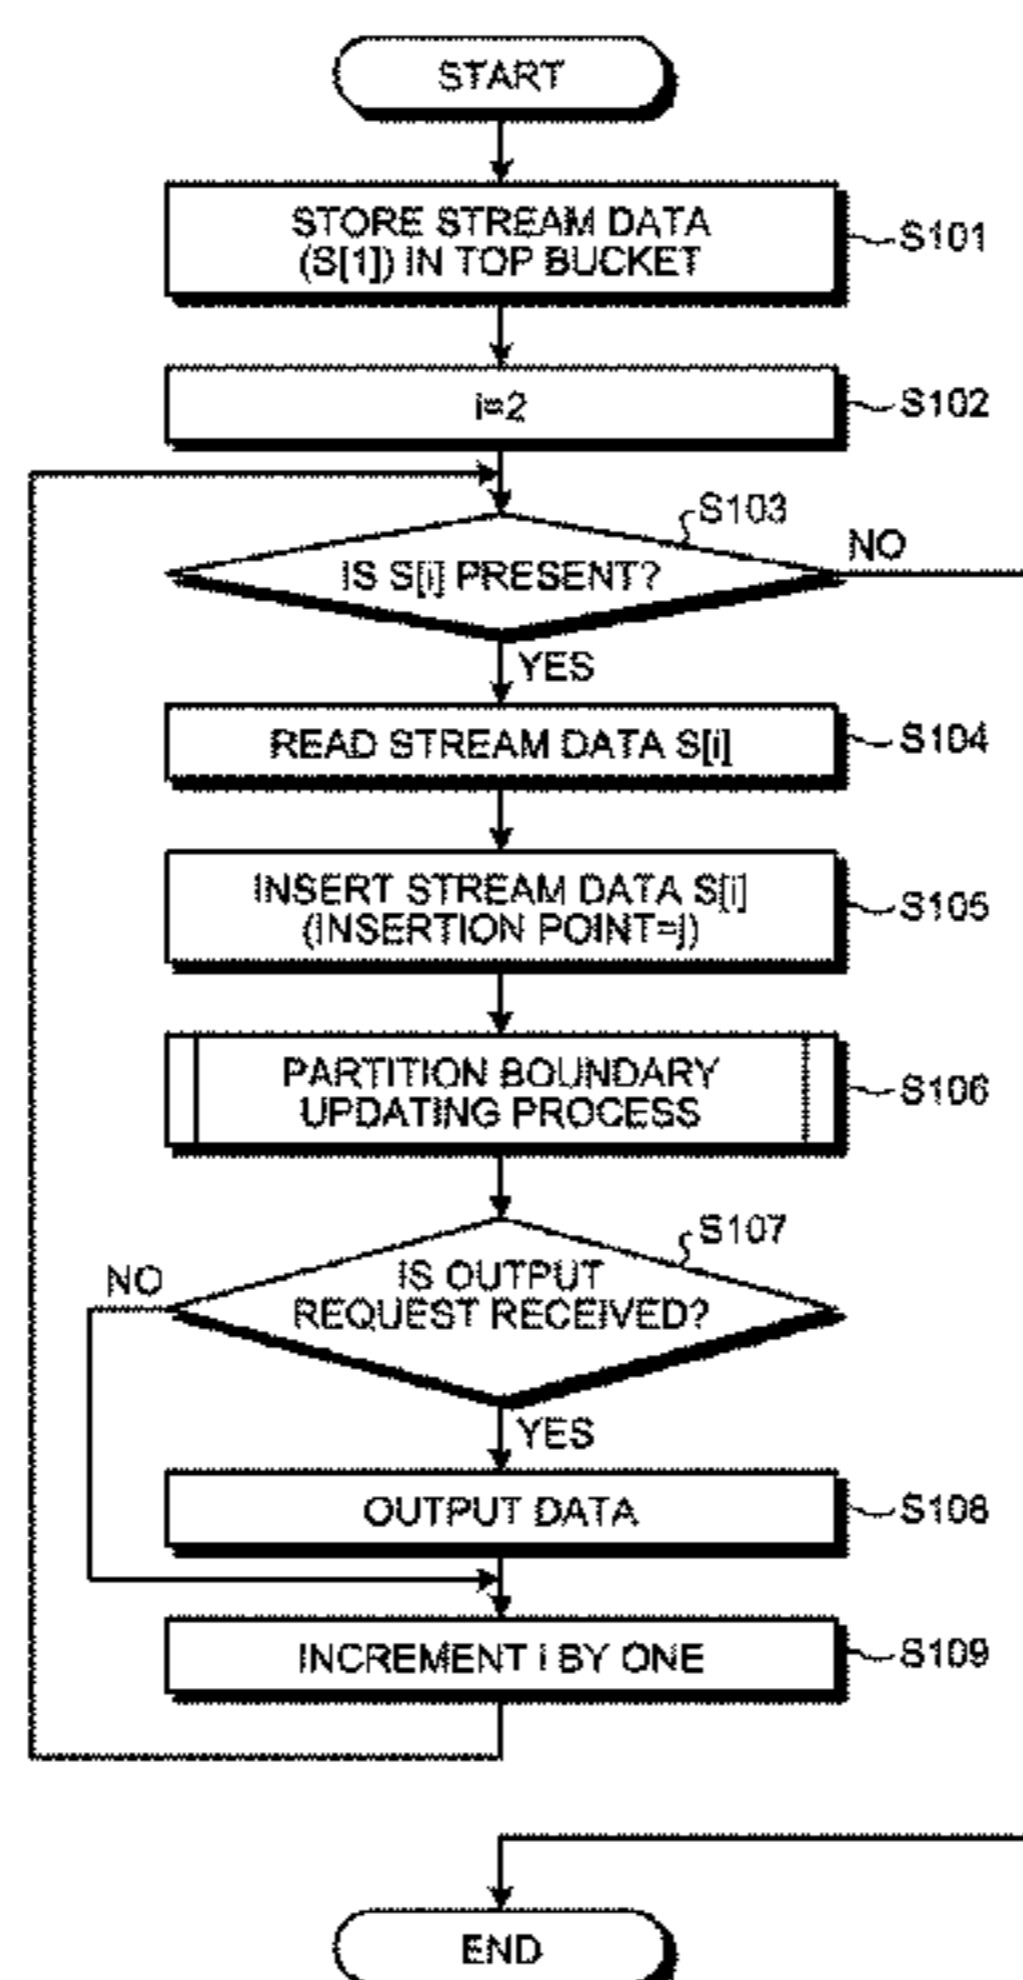 START
STORE STREAM DATA
(S[1]) IN TOP BUCKET
S101
i=2
S102
S103
IS S[i] PRESENT?
NO
YES
READ STREAM DATA S[i]
S104
INSERT STREAM DATA S[i]
(INSERTION POINT=j)
S105
PARTITION BOUNDARY
UPDATING PROCESS
S106
S107
IS OUTPUT
REQUEST RECEIVED?
NO
YES
OUTPUT DATA
S108
INCREMENT i BY ONE
S109
END